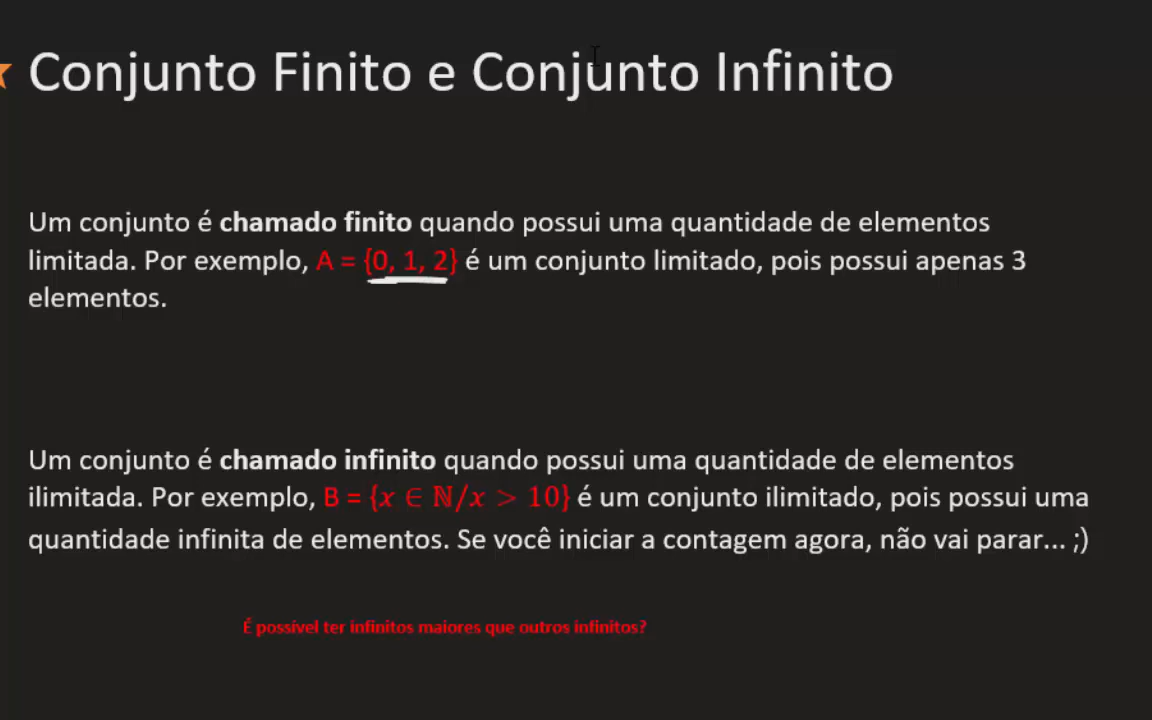 Conjunto Finito e Conjunto Infinito
Um conjunto é chamado finito quando possui uma quantidade de elementos
limitada. Por exemplo, A = {0, 1, 2} é um conjunto limitado, pois possui apenas 3
elementos.
Um conjunto é chamado infinito quando possui uma quantidade de elementos
ilimitada. Por exemplo, B = {𝑥 ∈ ℕ/𝑥 > 10} é um conjunto ilimitado, pois possui uma
quantidade infinita de elementos. Se você iniciar a contagem agora, não vai parar... ;)
É possível ter infinitos maiores que outros infinitos?